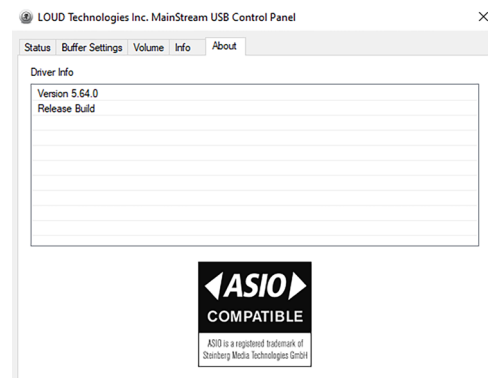 LOUD Technologies Inc. MainStream USB Control Panel
Status Buffer Settings Volume Info About
Driver Info
Version 5.64.0
Release Build
ASIO
COMPATIBLE
ASIO is a registered trademark of
Steinberg Media Technologies GmbH